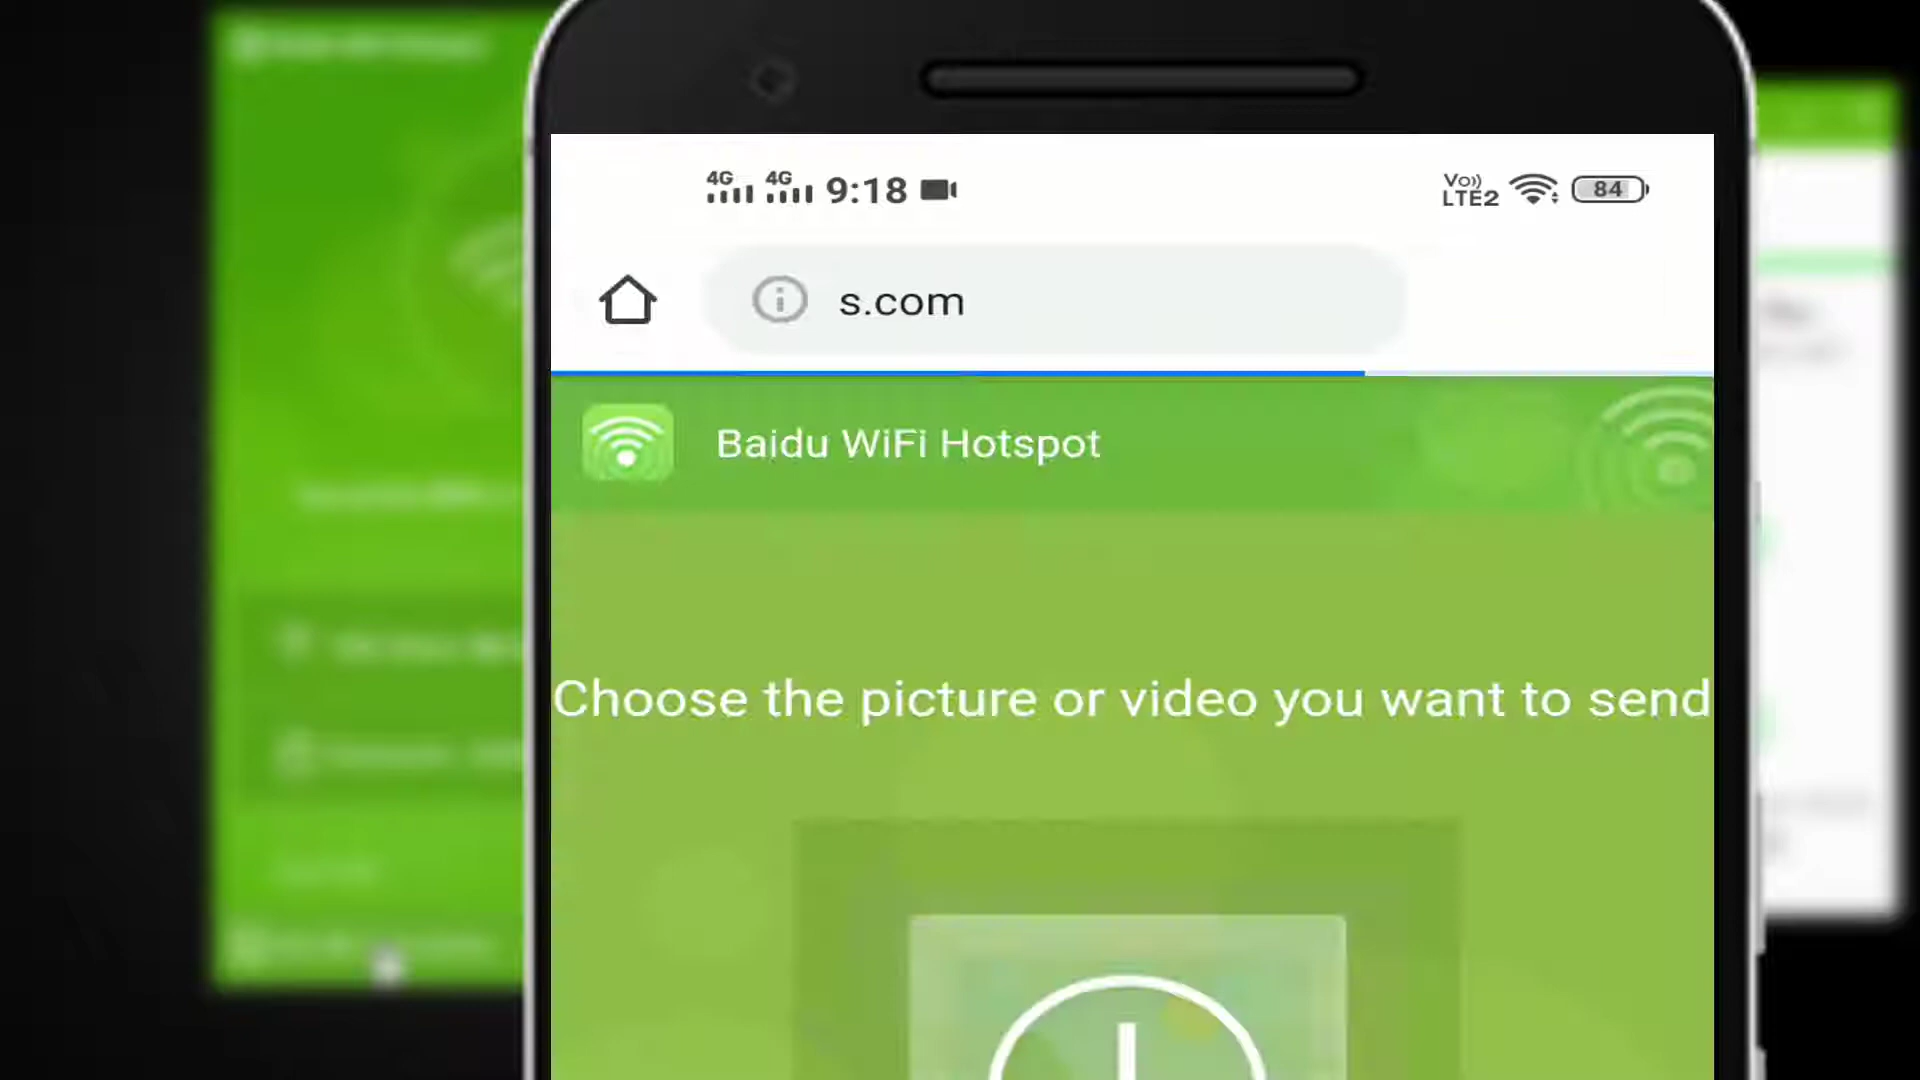 4G 4G 9:18
Vo)) LTE2 84
s.com
Baidu WiFi Hotspot
Choose the picture or video you want to send